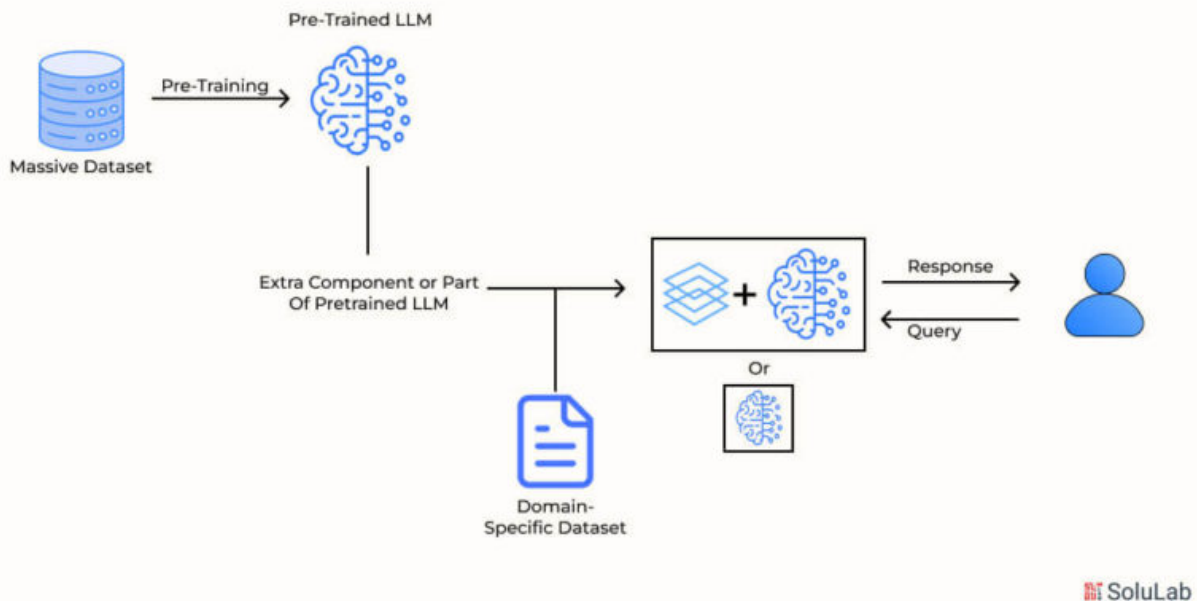 Pre-Trained LLM
Pre-Training
Massive Dataset
Extra Component or Part
Of Pretrained LLM
+
Response
Query
Or
Domain-
Specific Dataset
SoluLab